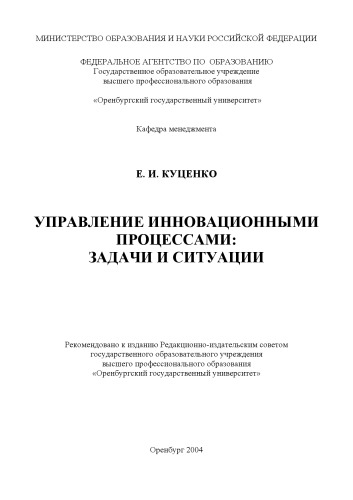 МИНИСТЕРСТВО ОБРАЗОВАНИЯ И НАУКИ РОССИЙСКОЙ ФЕДЕРАЦИИ
ФЕДЕРАЛЬНОЕ АГЕНТСТВО ПО ОБРАЗОВАНИЮ
Государственное образовательное учреждение
высшего профессионального образования
«Оренбургский государственный университет»
Кафедра менеджмента
Е. И. КУЦЕНКО
УПРАВЛЕНИЕ ИННОВАЦИОННЫМИ
ПРОЦЕССАМИ:
ЗАДАЧИ И СИТУАЦИИ
Рекомендовано к изданию Редакционно-издательским советом
государственного образовательного учреждения
высшего профессионального образования
«Оренбургский государственный университет»
Оренбург 2004